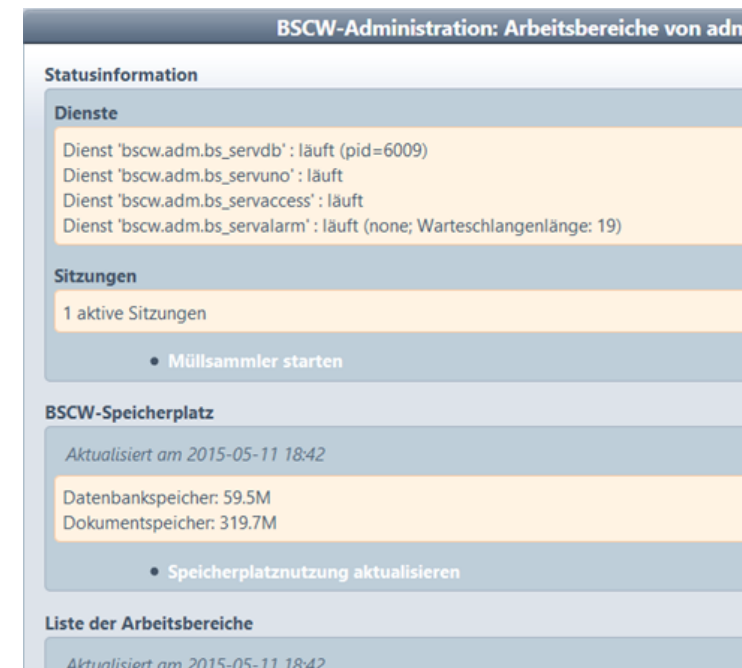 BSCW-Administration: Arbeitsbereiche von adm
Statusinformation
Dienste
Dienst 'bscw.adm.bs_servdb' : läuft (pid=6009)
Dienst 'bscw.adm.bs_servuno' : läuft
Dienst 'bscw.adm.bs_servaccess' : läuft
Dienst 'bscw.adm.bs_servalarm' : läuft (none; Warteschlangenlänge: 19)
Sitzungen
1 aktive Sitzungen
• Müllsammler starten
BSCW-Speicherplatz
Aktualisiert am 2015-05-11 18:42
Datenbankspeicher: 59.5M
Dokumentspeicher: 319.7M
• Speicherplatznutzung aktualisieren
Liste der Arbeitsbereiche
Aktualisiert am 2015-05-11 18:42